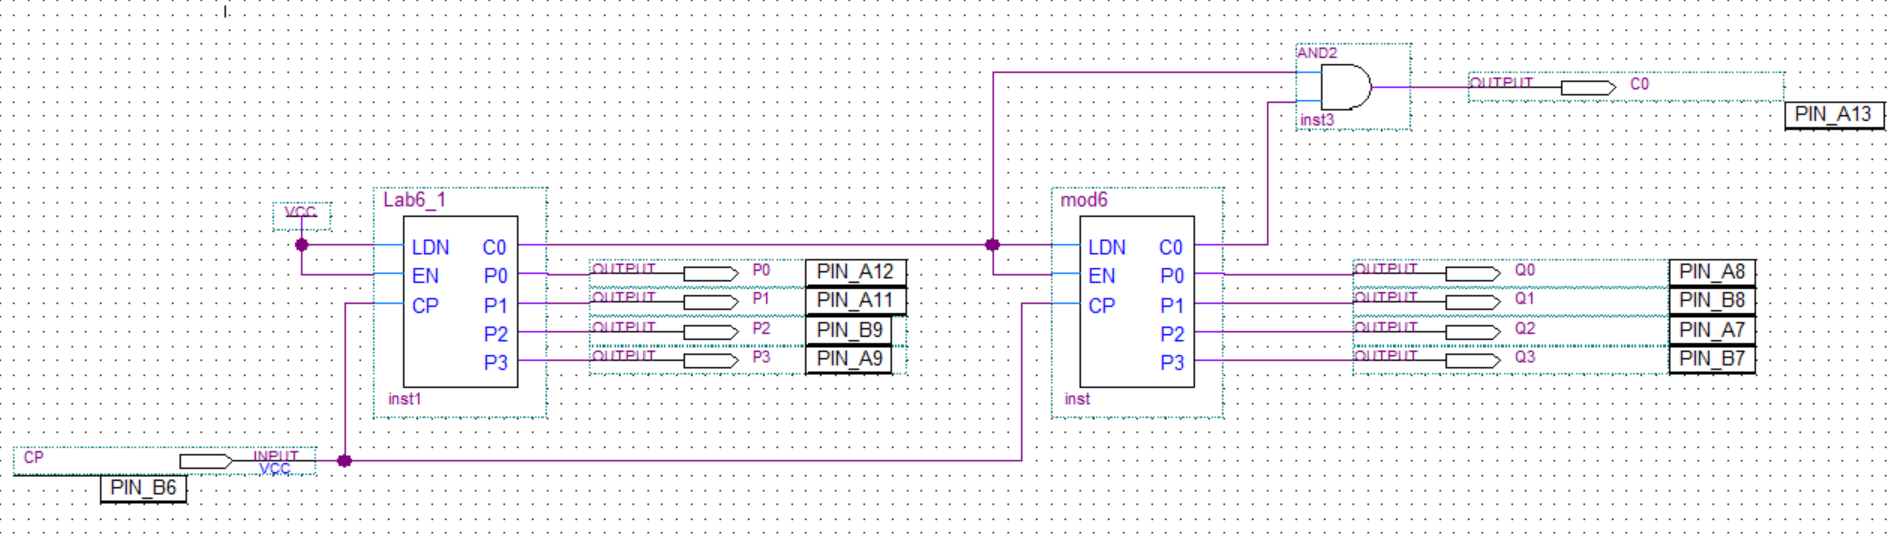 AND2
OUTPUT C0
PIN_A13
inst3
Lab6_1
VCC
LDN C0
EN P0
CP P1
P2
P3
inst1
OUTPUT P0 PIN_A12
OUTPUT P1 PIN_A11
OUTPUT P2 PIN_B9
OUTPUT P3 PIN_A9
mod6
LDN C0
EN P0
CP P1
P2
P3
inst
OUTPUT Q0 PIN_A8
OUTPUT Q1 PIN_B8
OUTPUT Q2 PIN_A7
OUTPUT Q3 PIN_B7
CP INPUT
VCC
PIN_B6